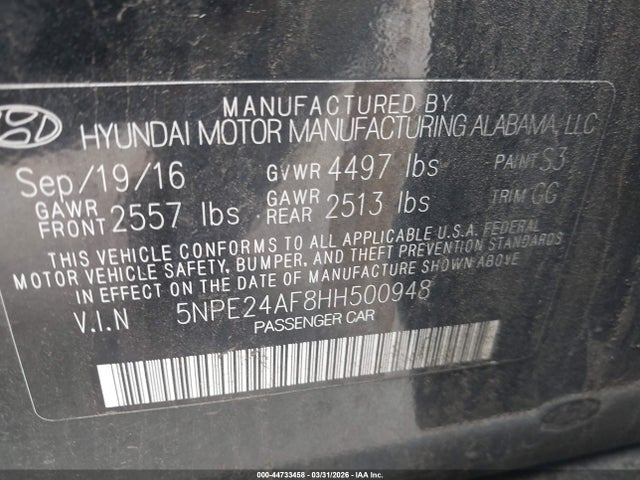 MANUFACTURED BY
HYUNDAI MOTOR MANUFACTURING ALABAMA, LLC
Sep/19/16 GVWR 4497 lbs PAINT S3
GAWR FRONT 2557 lbs GAWR REAR 2513 lbs TRIM GG
THIS VEHICLE CONFORMS TO ALL APPLICABLE U.S.A. FEDERAL
MOTOR VEHICLE SAFETY, BUMPER, AND THEFT PREVENTION STANDARDS
IN EFFECT ON THE DATE OF MANUFACTURE SHOWN ABOVE.
V.I.N 5NPE24AF8HH500948
PASSENGER CAR
000-44733458 - 03/31/2026 - IAA Inc.